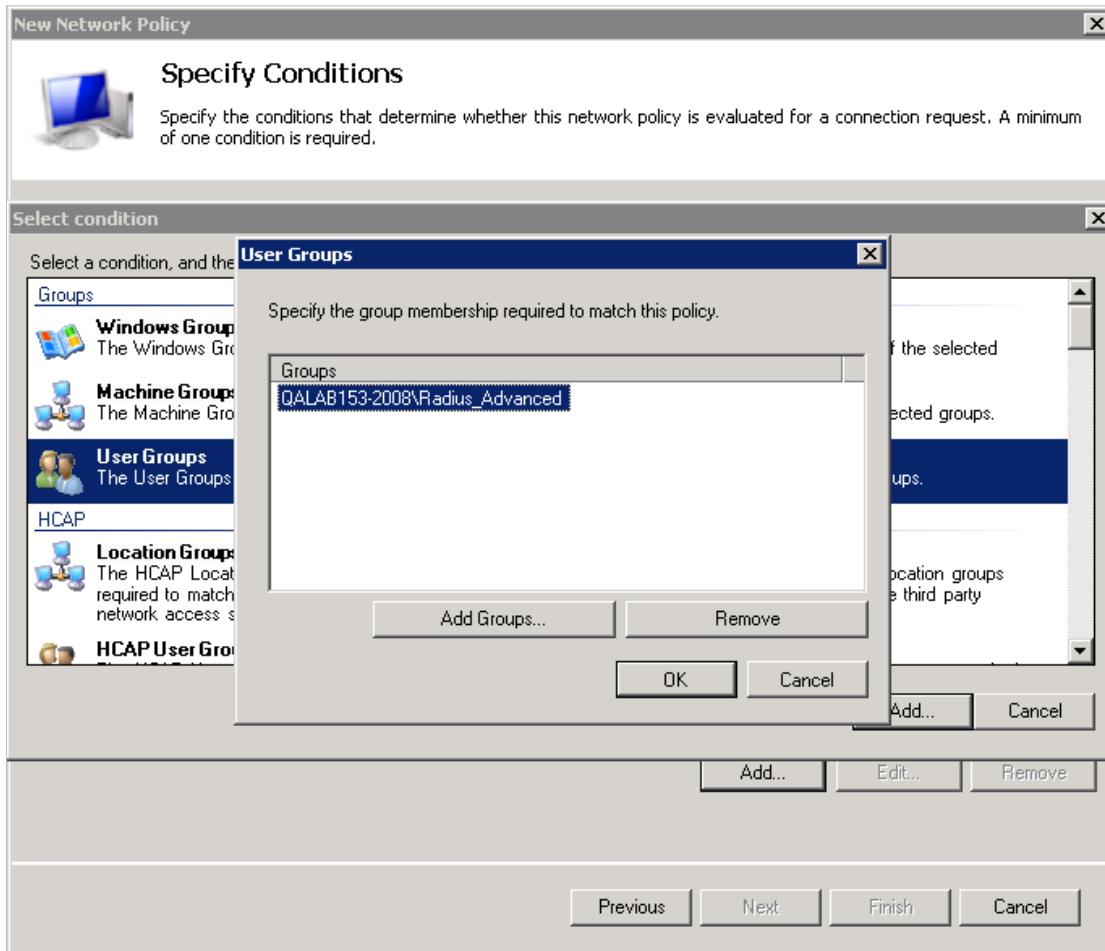 New Network Policy
Specify Conditions
Specify the conditions that determine whether this network policy is evaluated for a connection request. A minimum
of one condition is required.
Select condition
Select a condition, and the
Groups
Windows Group
The Windows Gro
f the selected
Machine Groups
The Machine Gro
ected groups.
User Groups
The User Groups
ups.
HCAP
Location Groups
The HCAP Locat
ocation groups
required to match
e third party
network access s
HCAP User Grou
User Groups
Specify the group membership required to match this policy.
Groups
QALAB153-2008\Radius_Advanced
Add Groups...
Remove
OK
Cancel
Add...
Cancel
Add...
Edit...
Remove
Previous
Next
Finish
Cancel